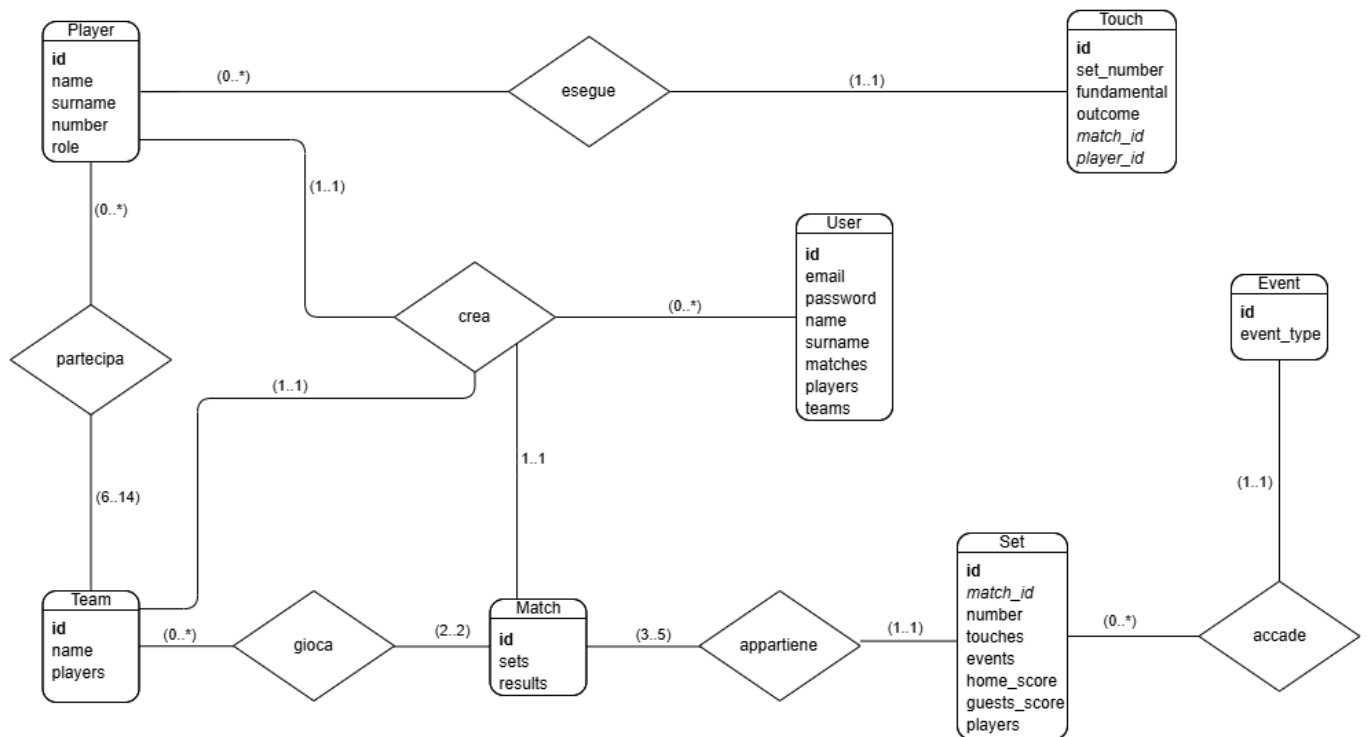 Player
id
name
surname
number
role
(0..*)
esegue
(1..1)
Touch
id
set_number
fundamental
outcome
match_id
player_id
(1..1)
(0..*)
User
id
email
password
name
surname
matches
players
teams
(0..*)
crea
Event
id
event_type
partecipa
(1..1)
1..1
(1..1)
(6..14)
Team
id
name
players
(0..*)
gioca
(2..2)
Match
id
sets
results
(3..5)
appartiene
(1..1)
Set
id
match_id
number
touches
events
home_score
guests_score
players
(0..*)
accade